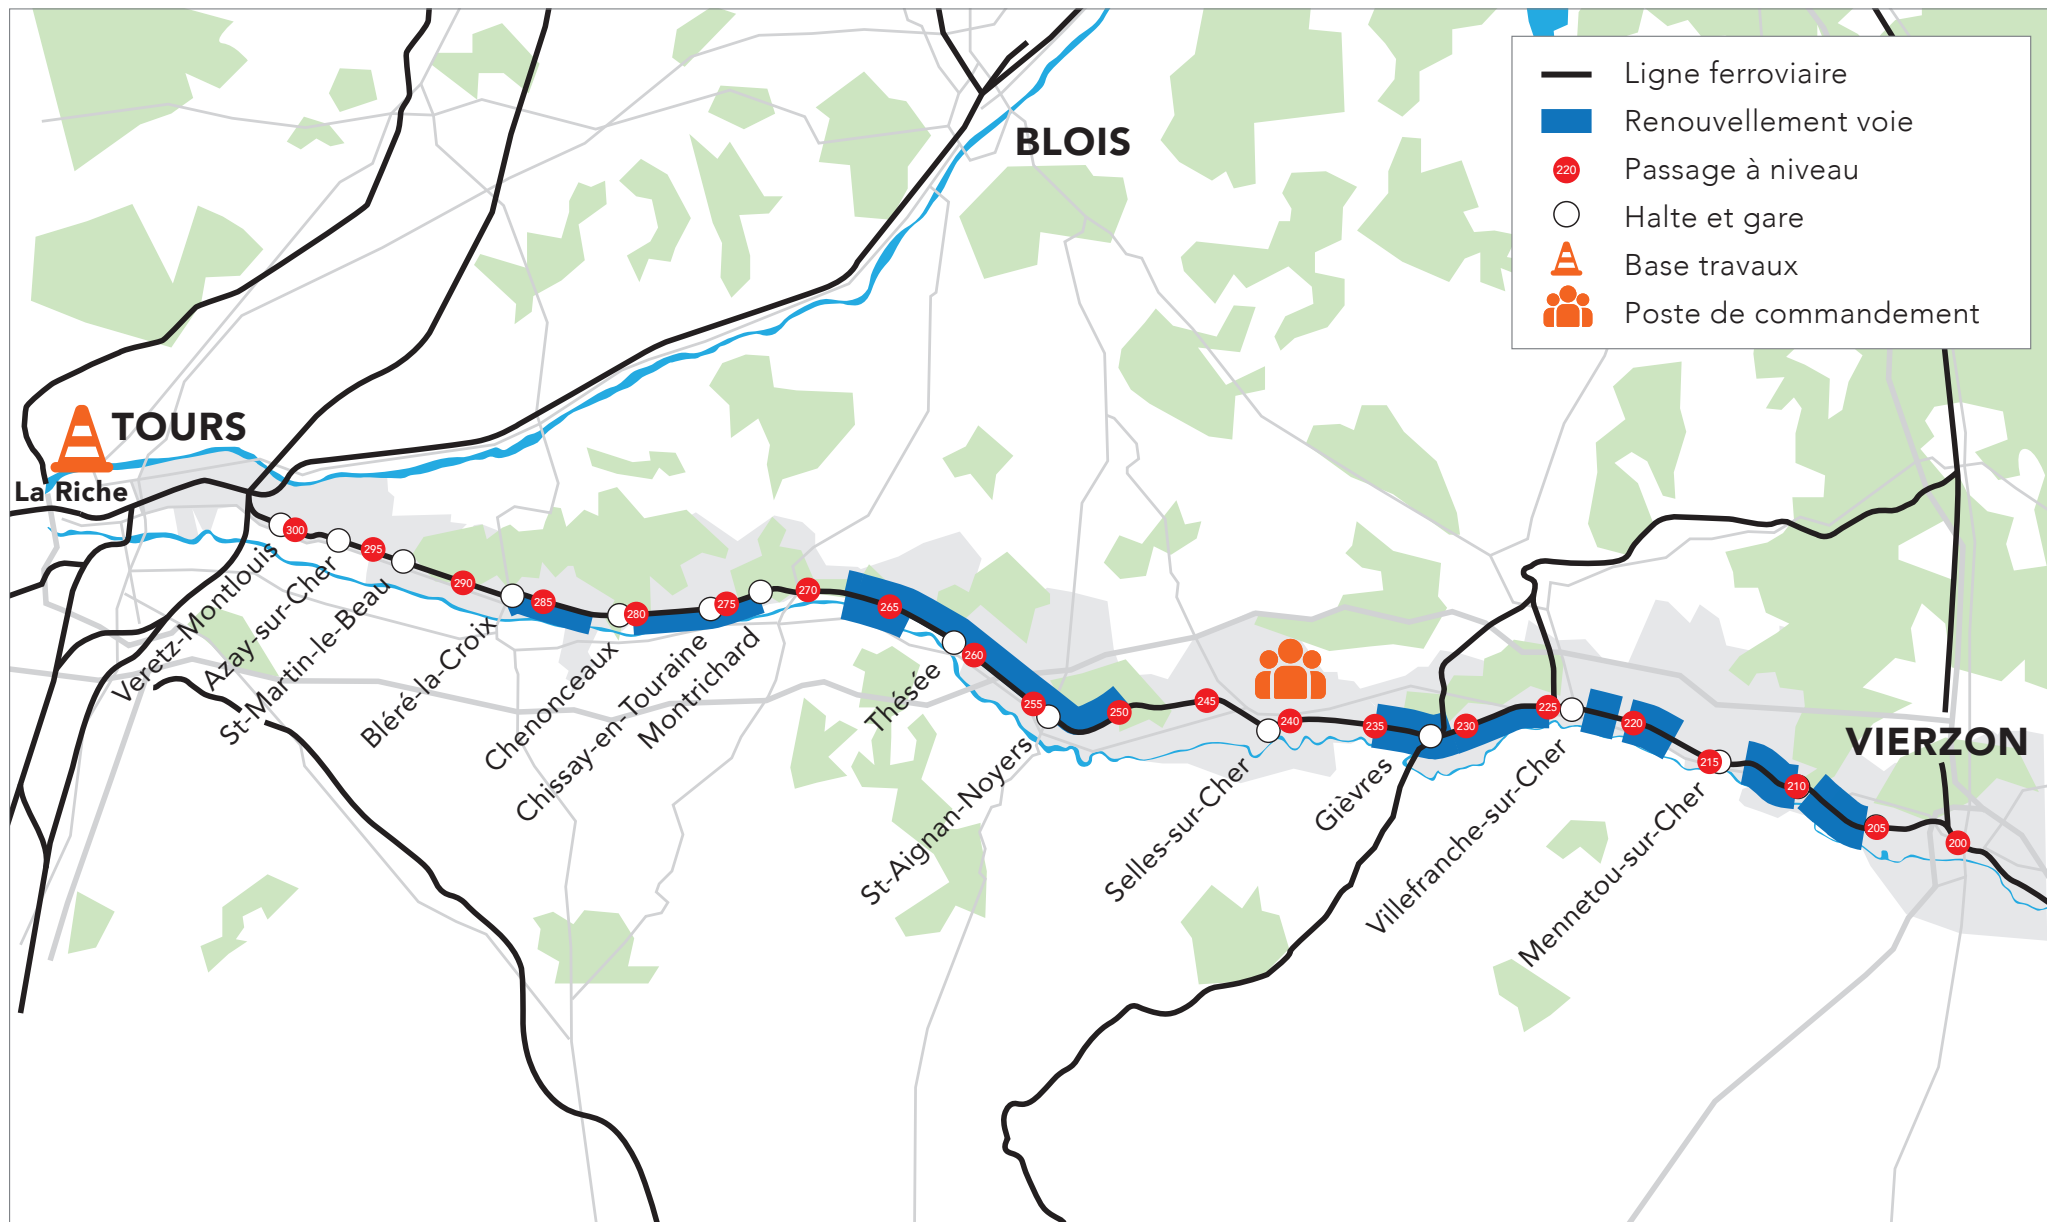 BLOIS
Ligne ferroviaire
Renouvellement voie
220
Passage à niveau
Halte et gare
Base travaux
Poste de commandement
TOURS
La Riche
VIERZON
300
295
290
285
280
275
270
265
260
255
250
245
240
235
230
225
220
215
210
205
200
Veretz-Montlouis
Azay-sur-Cher
St-Martin-le-Beau
Bléré-la-Croix
Chenonceaux
Chissay-en-Touraine
Montrichard
Thésée
St-Aignan-Noyers
Selles-sur-Cher
Gièvres
Villefranche-sur-Cher
Mennetou-sur-Cher